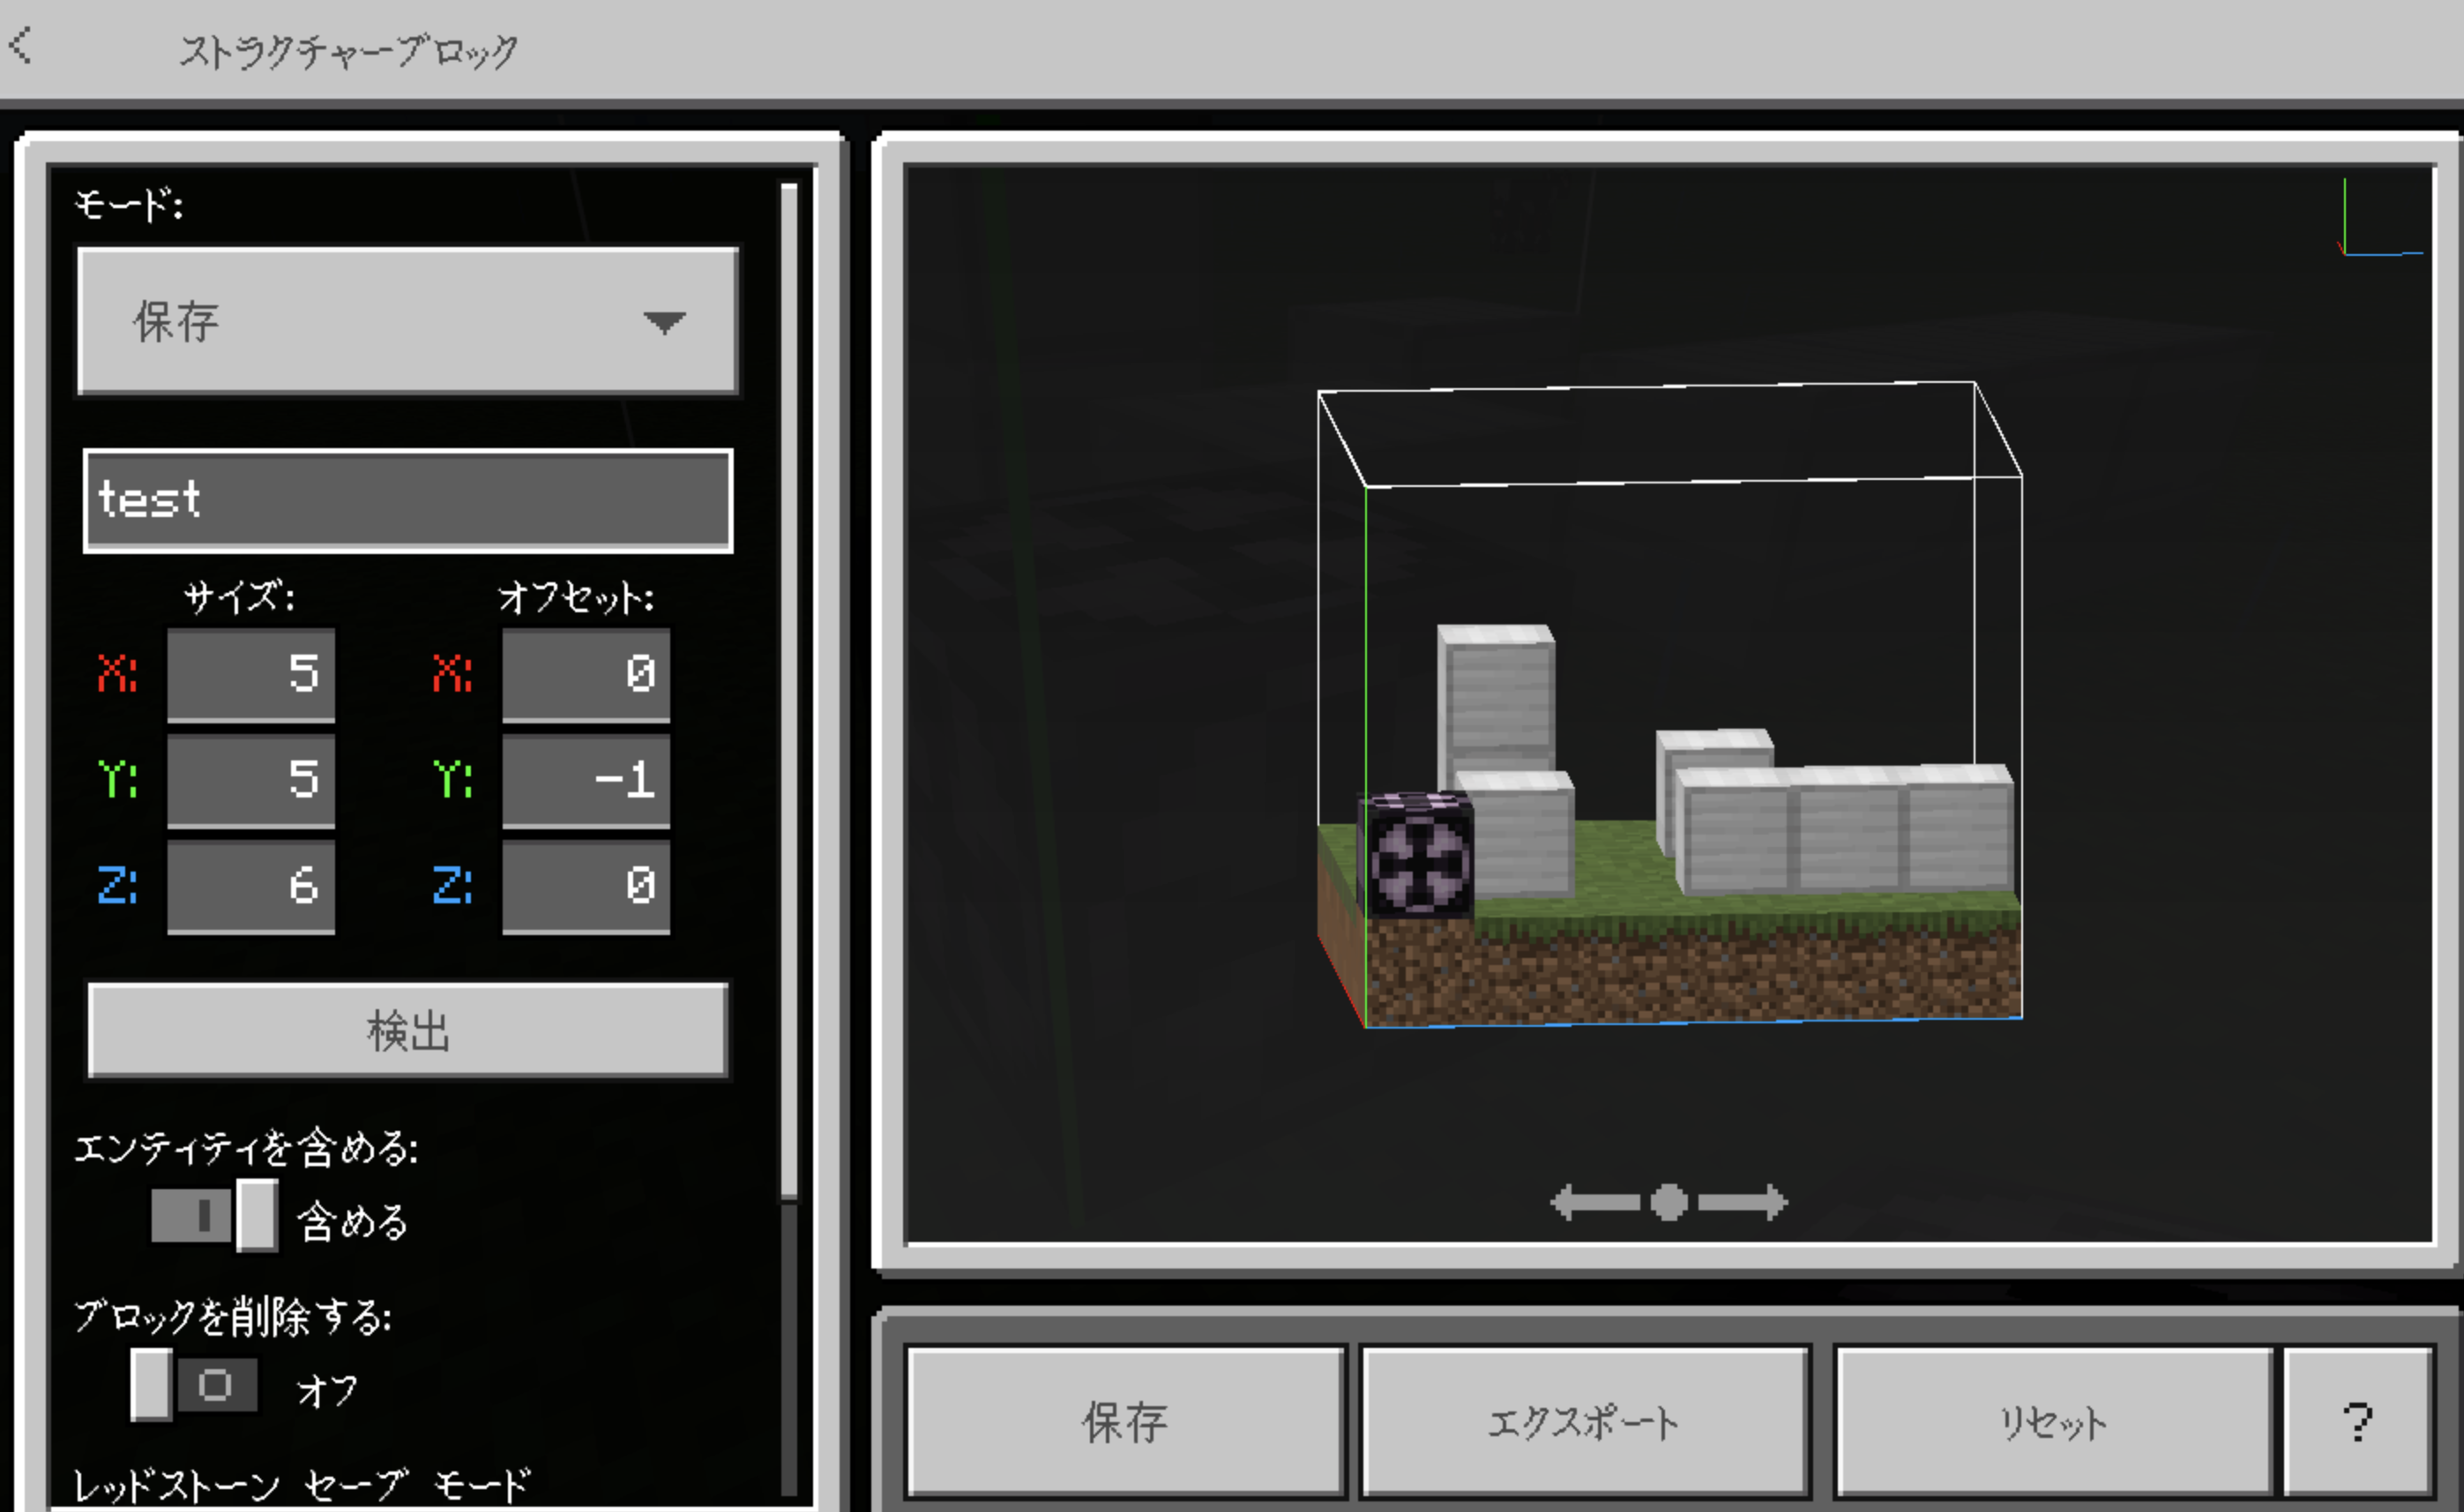 ストラクチャーブロック
モード:
保存
test
サイズ: オフセット:
X: 5 X: 0
Y: 5 Y: -1
Z: 6 Z: 0
検出
エンティティを含める:
含める
ブロックを削除する:
オフ
レッドストーン セーブ モード
保存 エクスポート リセット ?